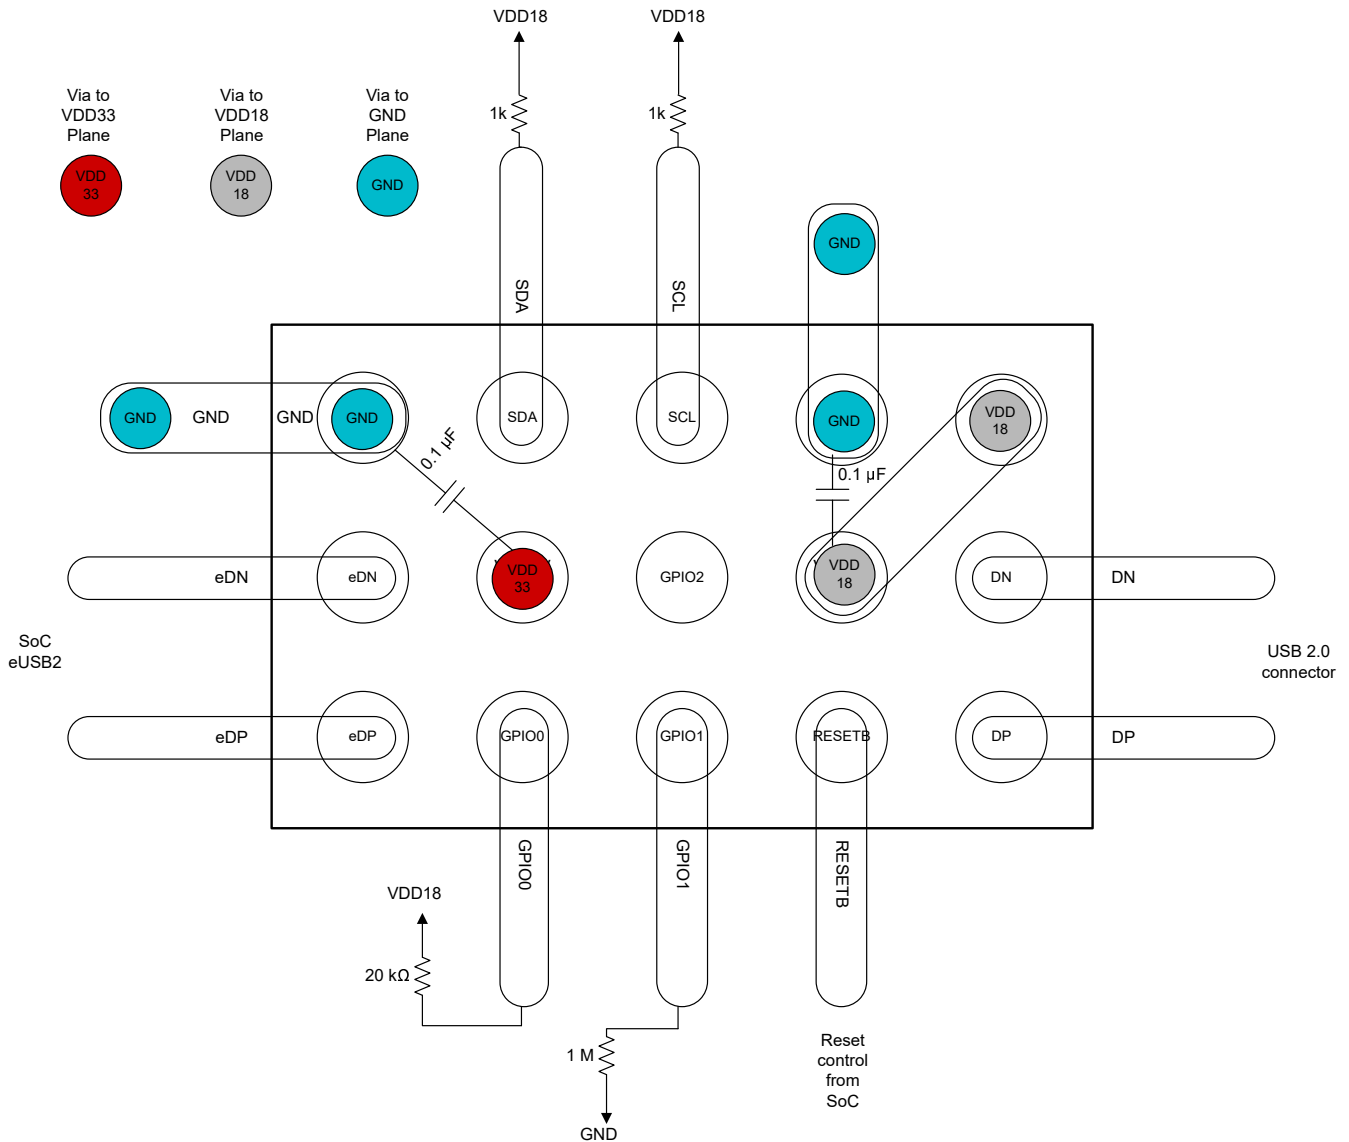 VDD18
VDD18
Via to
VDD33
Plane
Via to
VDD18
Plane
Via to
GND
Plane
1k
1k
VDD
33
VDD
18
GND
GND
SDA
SCL
GND
GND
GND
GND
SDA
SCL
GND
VDD
18
0.1 µF
0.1 µF
eDN
eDN
VDD
33
GPIO2
VDD
18
DN
DN
SoC
eUSB2
USB 2.0
connector
eDP
eDP
GPIO0
GPIO1
RESETB
DP
DP
GPIO0
GPIO1
RESETB
VDD18
20 kΩ
1 M
Reset
control
from
SoC
GND